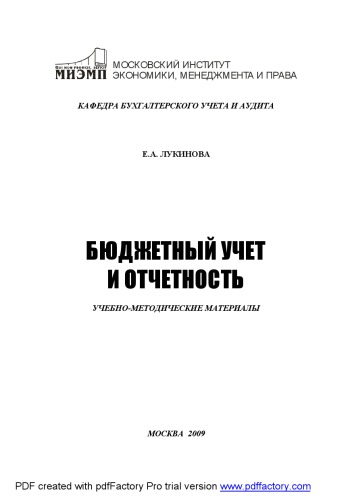 МОСКОВСКИЙ ИНСТИТУТ
МИЭМП
ЭКОНОМИКИ, МЕНЕДЖМЕНТА И ПРАВА
КАФЕДРА БУХГАЛТЕРСКОГО УЧЕТА И АУДИТА
Е.А. ЛУКИНОВА
БЮДЖЕТНЫЙ УЧЕТ
И ОТЧЕТНОСТЬ
УЧЕБНО-МЕТОДИЧЕСКИЕ МАТЕРИАЛЫ
МОСКВА 2009
PDF created with pdfFactory Pro trial version www.pdffactory.com